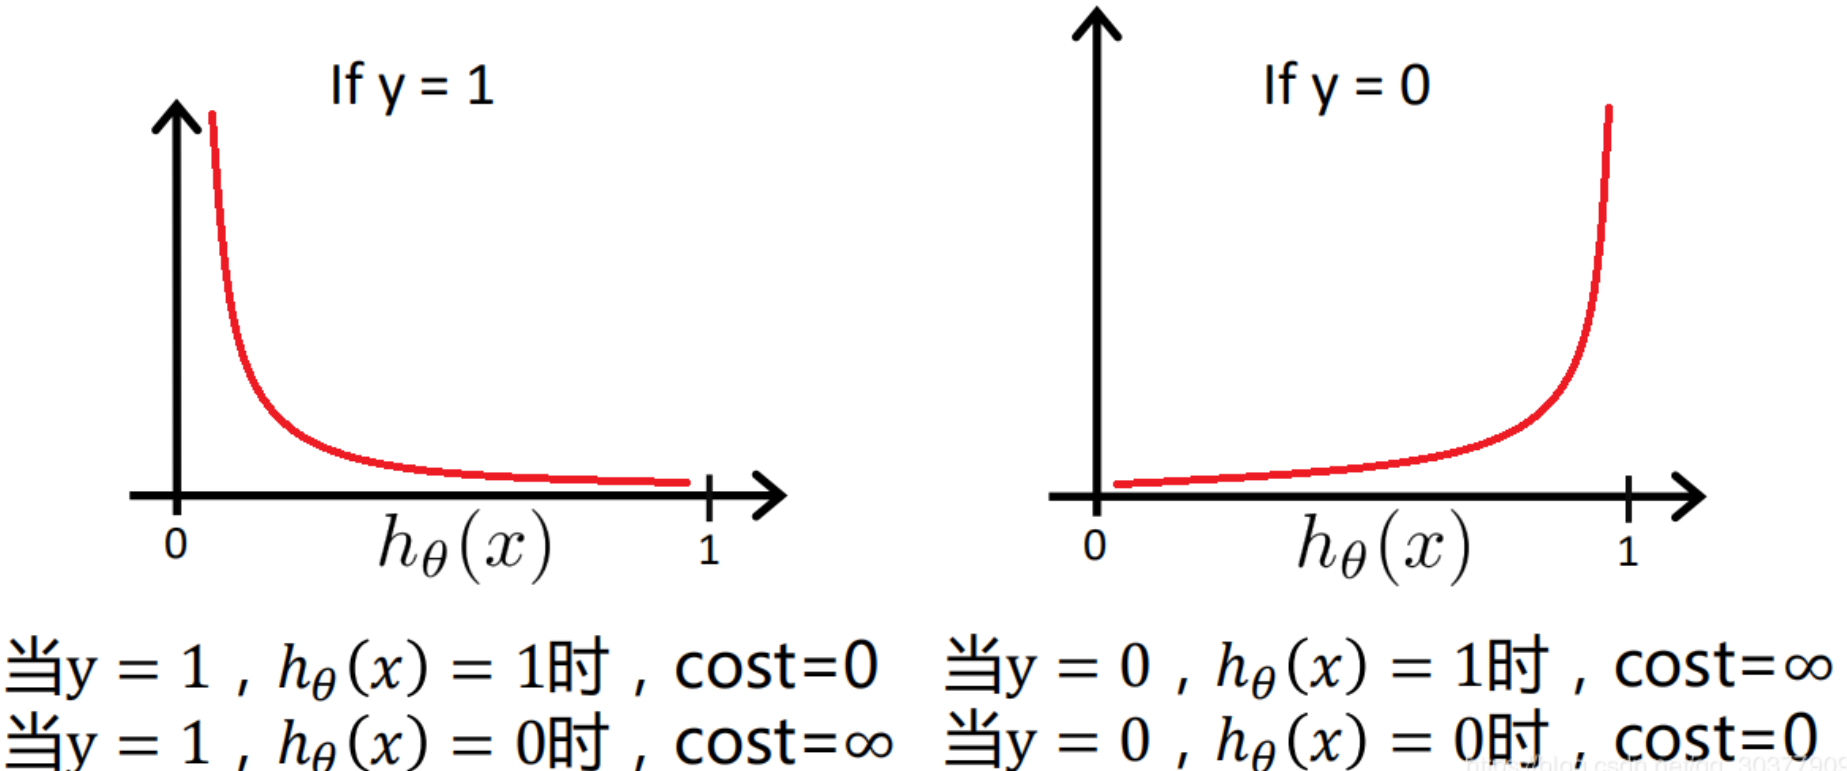 If y = 1
0
hθ(x)
1
If y = 0
0
hθ(x)
1
当y = 1，hθ(x) = 1时，cost=0
当y = 1，hθ(x) = 0时，cost=∞
当y = 0，hθ(x) = 1时，cost=∞
当y = 0，hθ(x) = 0时，cost=0